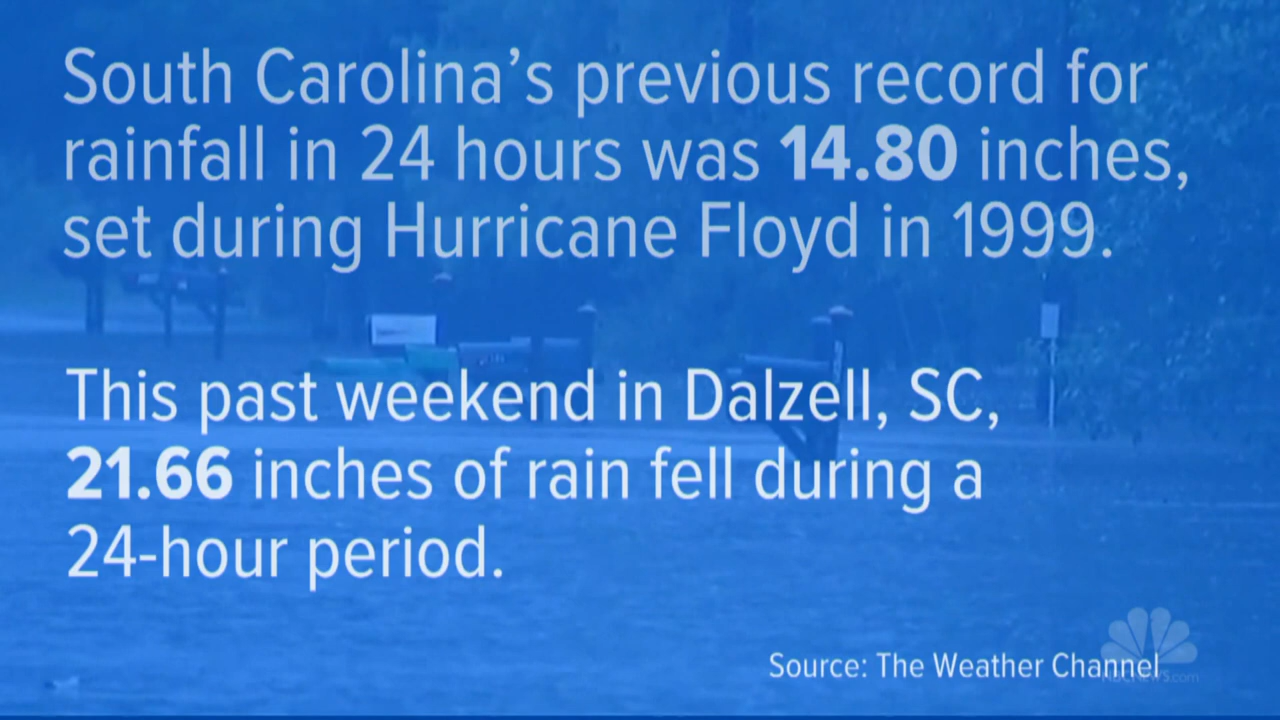 South Carolina’s previous record for
rainfall in 24 hours was 14.80 inches,
set during Hurricane Floyd in 1999.
This past weekend in Dalzell, SC,
21.66 inches of rain fell during a
24-hour period.
Source: The Weather Channel
NBCNEWS.com